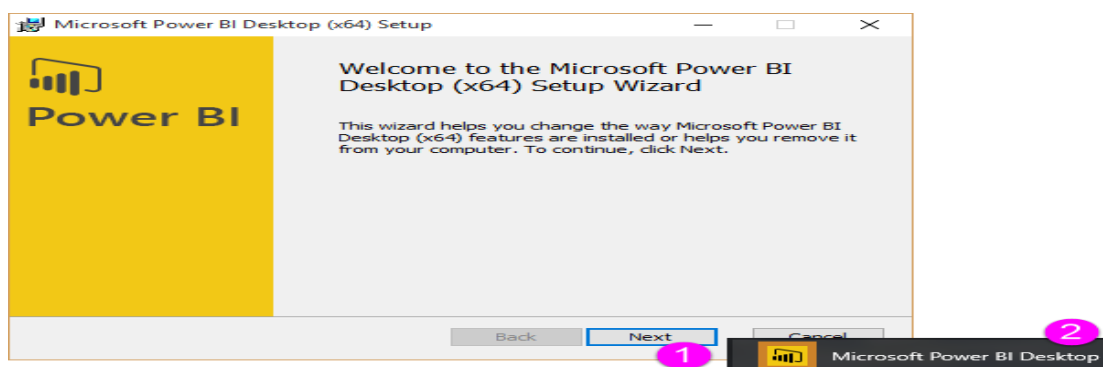 Microsoft Power BI Desktop (x64) Setup
Power BI
Welcome to the Microsoft Power BI
Desktop (x64) Setup Wizard
This wizard helps you change the way Microsoft Power BI
Desktop (x64) features are installed or helps you remove it
from your computer. To continue, click Next.
Back Next Cancel
1
2
Microsoft Power BI Desktop